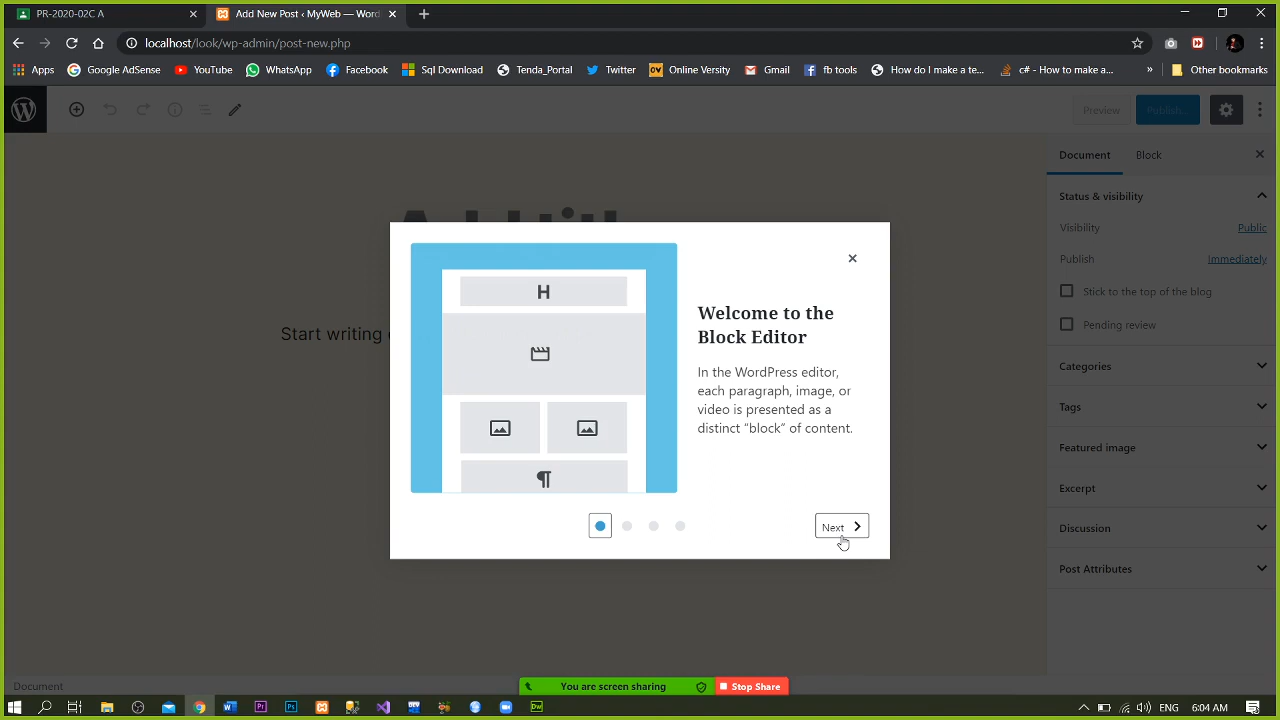 PR-2020-02C A
Add New Post ‹ MyWeb — Word
localhost/look/wp-admin/post-new.php
Apps
Google AdSense
YouTube
WhatsApp
Facebook
Sql Download
Tenda_Portal
Twitter
Online Versity
Gmail
fb tools
How do I make a te...
c# - How to make a...
»
Other bookmarks
Preview
Publish...
Document
Block
Status & visibility
Visibility
Public
Publish
Immediately
Stick to the top of the blog
Pending review
Categories
Tags
Featured image
Excerpt
Discussion
Post Attributes
Start writing
H
Welcome to the
Block Editor
In the WordPress editor,
each paragraph, image, or
video is presented as a
distinct “block” of content.
Next
Document
You are screen sharing
Stop Share
ENG
6:04 AM